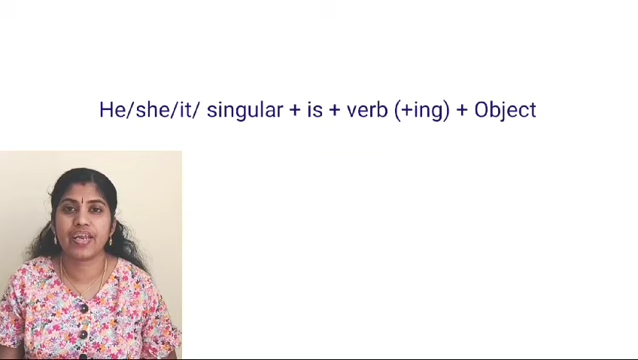 He/she/it/ singular + is + verb (+ing) + Object